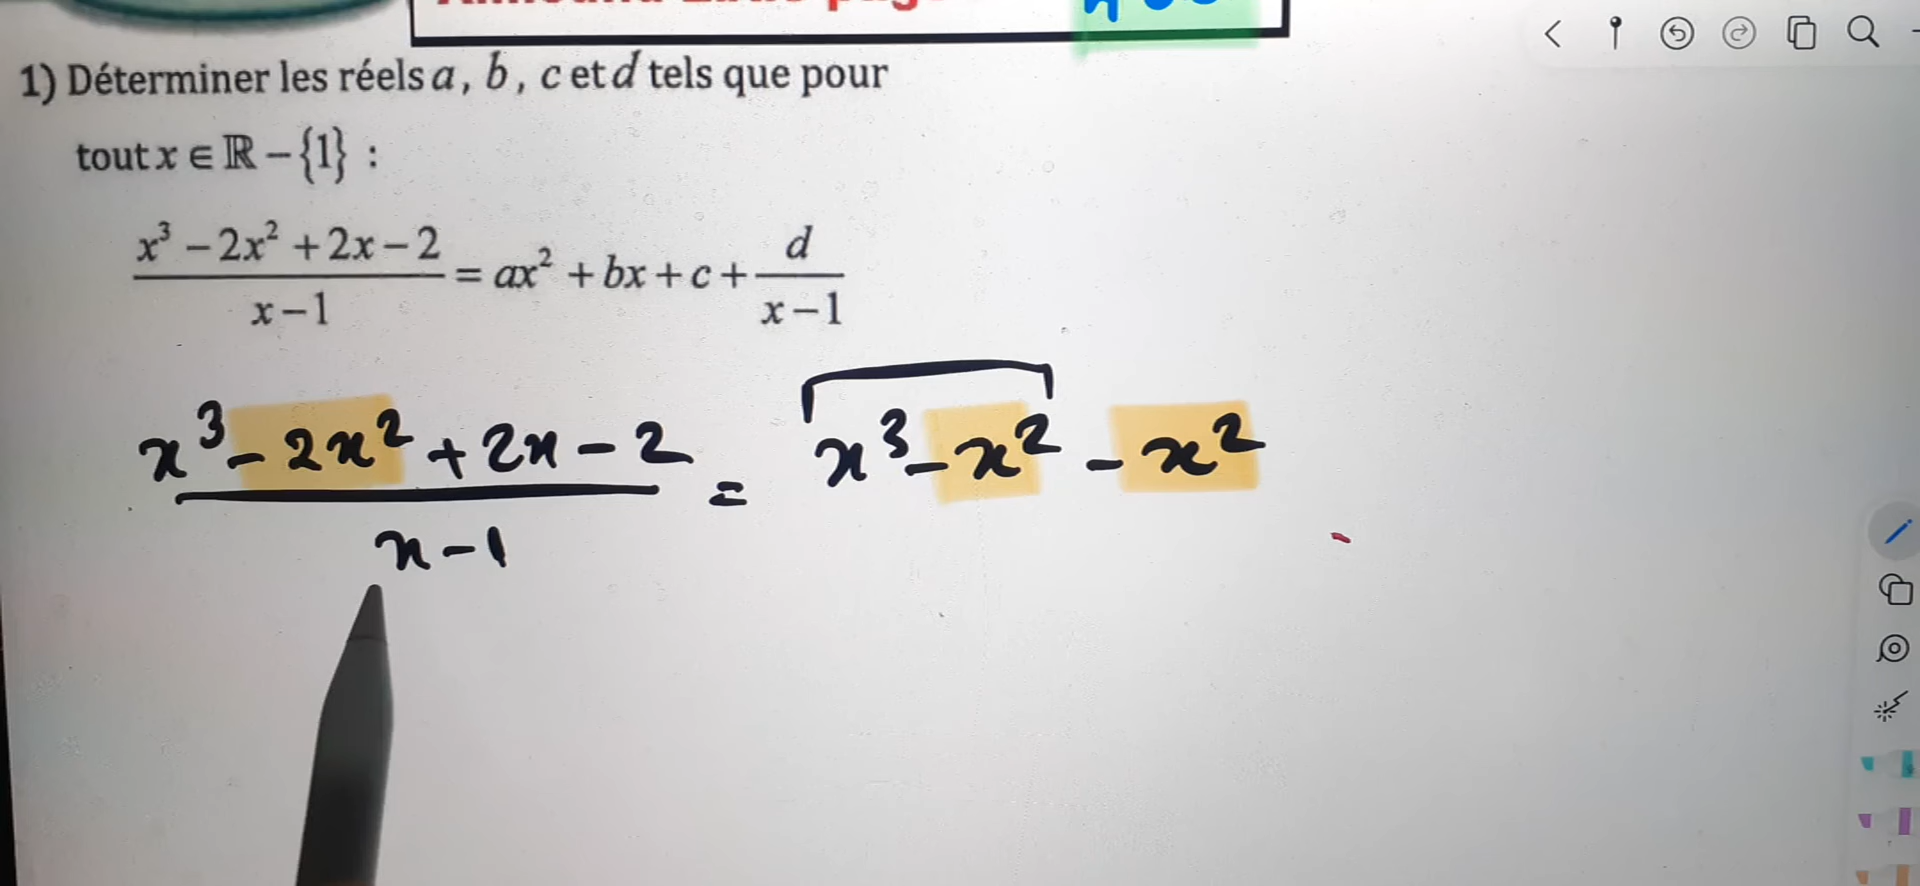 1) Déterminer les réels a, b, c et d tels que pour
tout x ∈ ℝ − {1} :
(x³ − 2x² + 2x − 2)/(x − 1) = ax² + bx + c + d/(x − 1)
(x³ − 2x² + 2x − 2)/(x − 1) = x³ − x² − x²